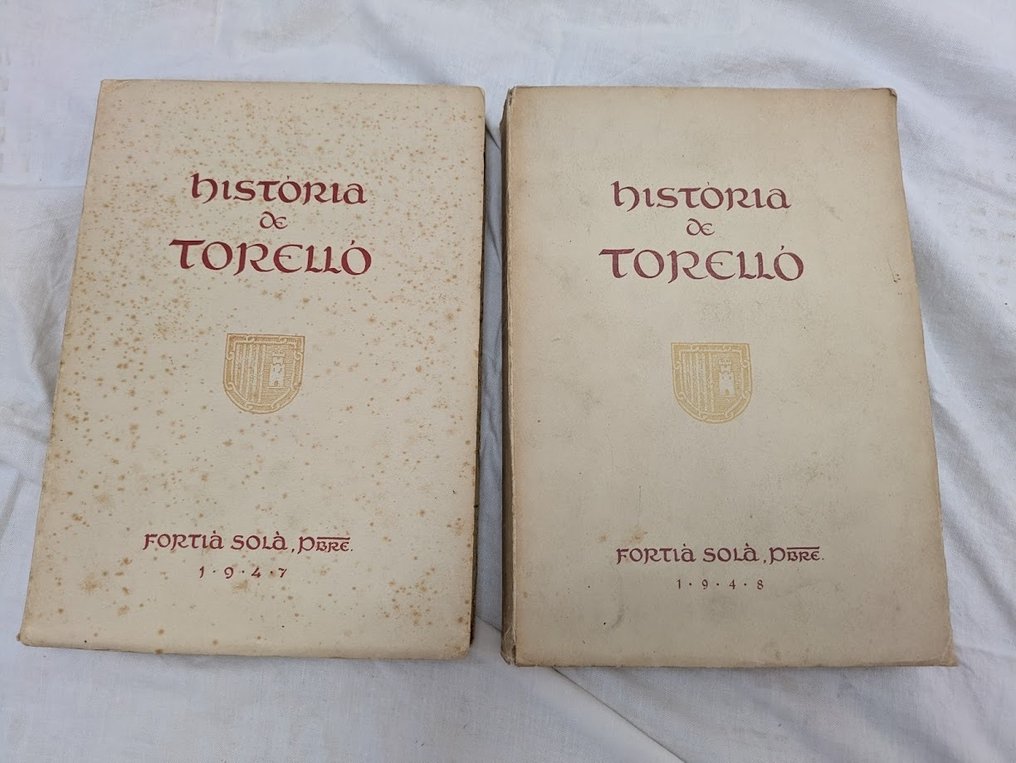 història
de
TORELLÓ
FORTIÀ SOLÀ, PBRE.
1·9·4·7
història
de
TORELLÓ
FORTIÀ SOLÀ, PBRE.
1·9·4·8